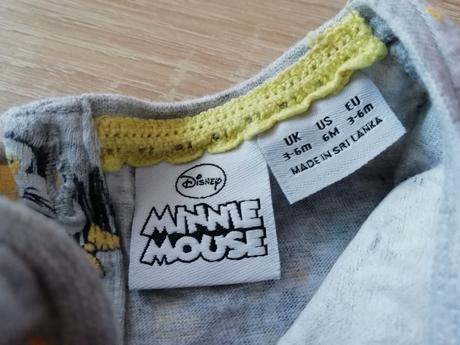 Disney
MINNIE
MOUSE
UK US EU
3-6m 6M 3-6m
MADE IN SRI LANKA